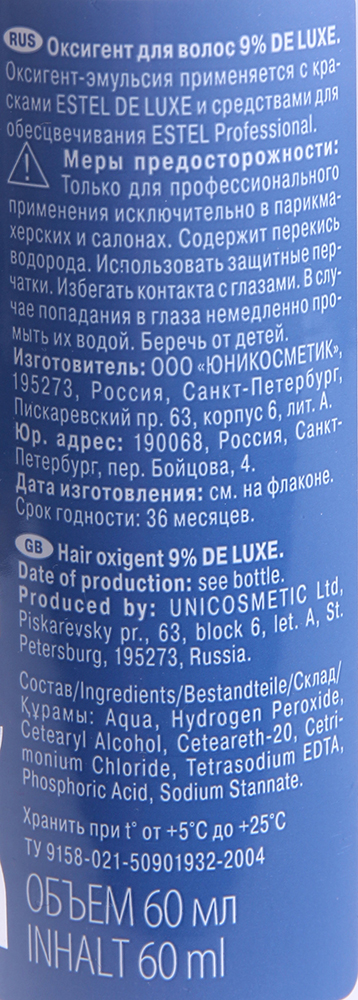 RUS Оксигент для волос 9% DE LUXE.
Оксигент-эмульсия применяется с кра-
сками ESTEL DE LUXE и средствами для
обесцвечивания ESTEL Professional.
Меры предосторожности:
Только для профессионального
применения исключительно в парикма-
херских и салонах. Содержит перекись
водорода. Использовать защитные пер-
чатки. Избегать контакта с глазами. В слу-
чае попадания в глаза немедленно про-
мыть их водой. Беречь от детей.
Изготовитель: ООО «ЮНИКОСМЕТИК»,
195273, Россия, Санкт-Петербург,
Пискаревский пр. 63, корпус 6, лит. А.
Юр. адрес: 190068, Россия, Санкт-
Петербург, пер. Бойцова, 4.
Дата изготовления: см. на флаконе.
Срок годности: 36 месяцев.
GB Hair oxigent 9% DE LUXE.
Date of production: see bottle.
Produced by: UNICOSMETIC Ltd,
Piskarevsky pr., 63, block 6, let. A, St.
Petersburg, 195273, Russia.
Состав/Ingredients/Bestandteile/Склад/
Құрамы: Aqua, Hydrogen Peroxide,
Cetearyl Alcohol, Ceteareth-20, Cetri-
monium Chloride, Tetrasodium EDTA,
Phosphoric Acid, Sodium Stannate.
Хранить при t° от +5°C до +25°C
ТУ 9158-021-50901932-2004
ОБЪЕМ 60 мл
INHALT 60 ml